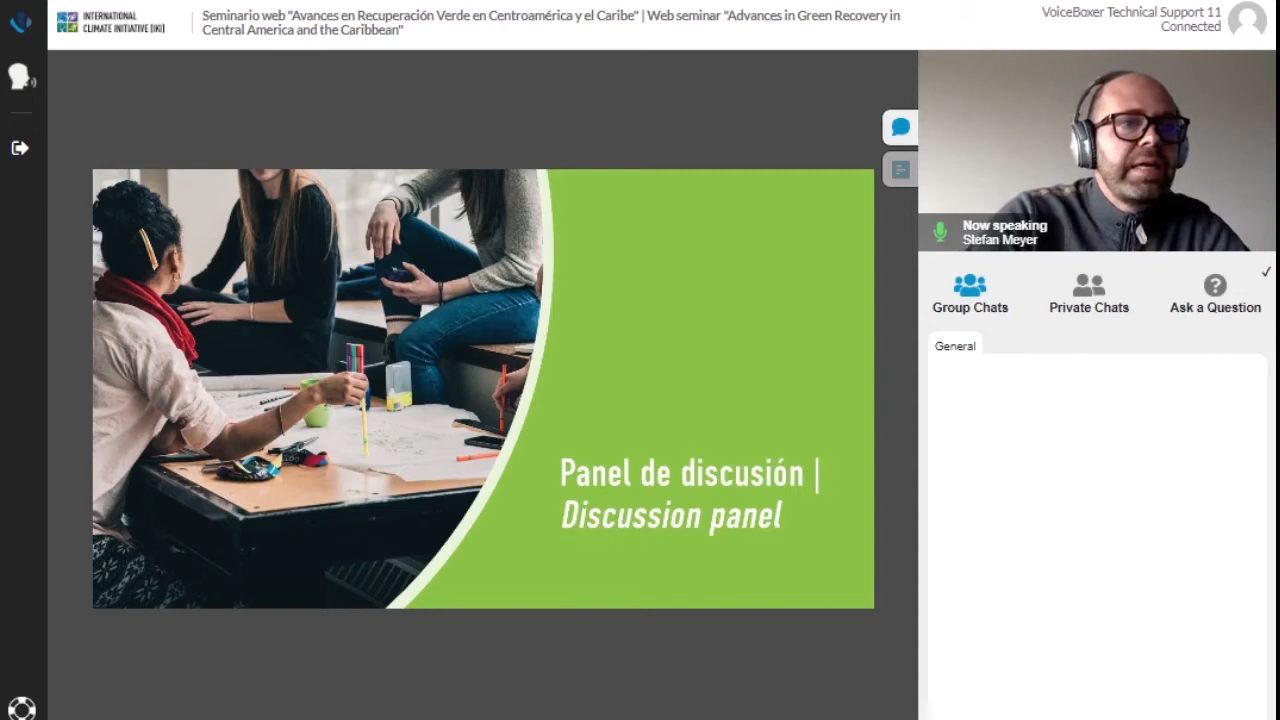 INTERNATIONAL
CLIMATE INITIATIVE (IKI)
Seminario web "Avances en Recuperación Verde en Centroamérica y el Caribe" | Web seminar "Advances in Green Recovery in
Central America and the Caribbean"
VoiceBoxer Technical Support 11
Connected
Now speaking
Stefan Meyer
Group Chats
Private Chats
Ask a Question
General
Panel de discusión |
Discussion panel